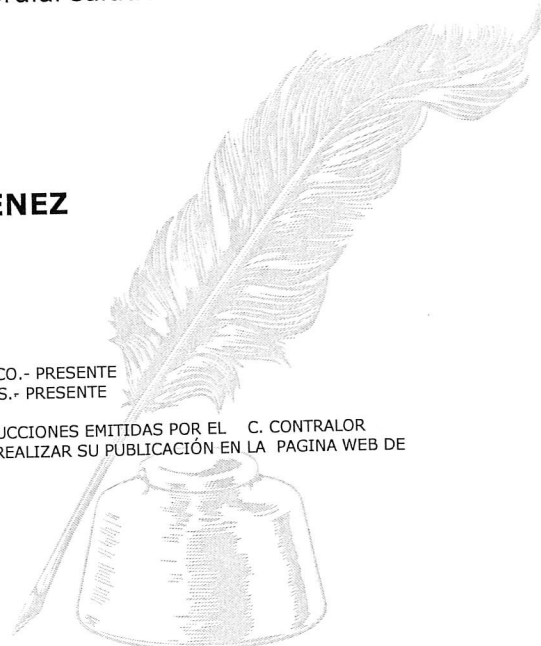 ENEZ
CO.- PRESENTE
S.- PRESENTE
UCCIONES EMITIDAS POR EL C. CONTRALOR
REALIZAR SU PUBLICACIÓN EN LA PAGINA WEB DE